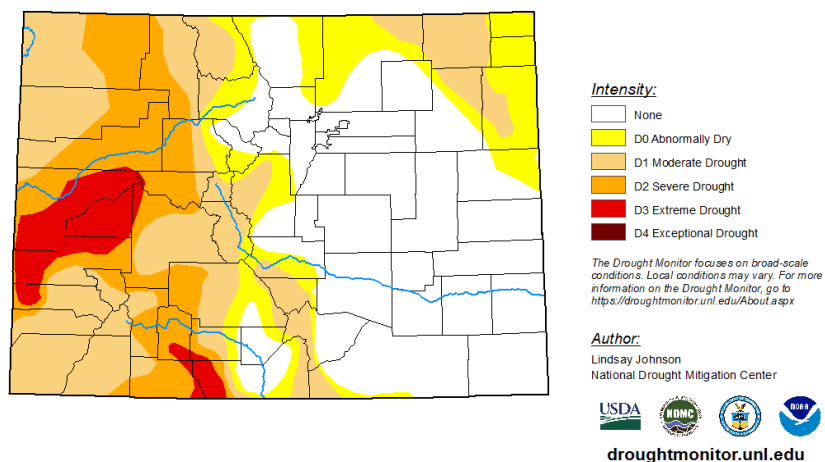 Intensity:
None
D0 Abnormally Dry
D1 Moderate Drought
D2 Severe Drought
D3 Extreme Drought
D4 Exceptional Drought
The Drought Monitor focuses on broad-scale
conditions. Local conditions may vary. For more
information on the Drought Monitor, go to
https://droughtmonitor.unl.edu/About.aspx
Author:
Lindsay Johnson
National Drought Mitigation Center
USDA
NDMC
NOAA
droughtmonitor.unl.edu